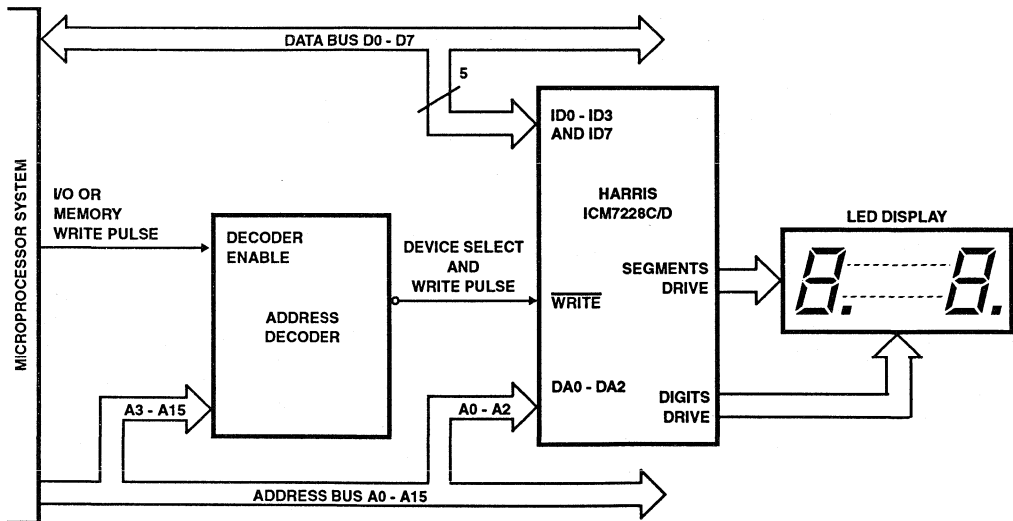 DATA BUS D0 - D7
5
ID0 - ID3
AND ID7
MICROPROCESSOR SYSTEM
I/O OR
MEMORY
WRITE PULSE
HARRIS
ICM7228C/D
LED DISPLAY
DECODER
ENABLE
DEVICE SELECT
AND
WRITE PULSE
SEGMENTS
DRIVE
WRITE
ADDRESS
DECODER
8. 8.
DA0 - DA2
A3 - A15
A0 - A2
DIGITS
DRIVE
ADDRESS BUS A0 - A15